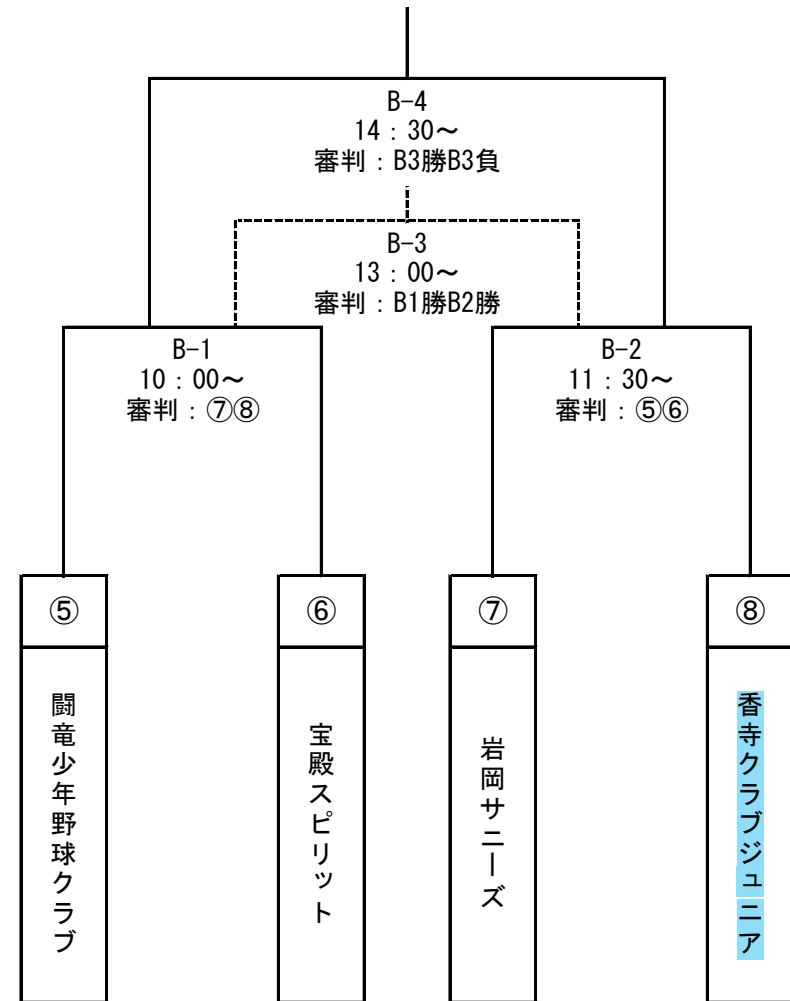 B-4
14：30～
審判：B3勝B3負
B-3
13：00～
審判：B1勝B2勝
B-1
10：00～
審判：⑦⑧
B-2
11：30～
審判：⑤⑥
⑤
⑥
⑦
⑧
闘竜少年野球クラブ
宝殿スピリット
岩岡サニーズ
香寺クラブジュニア